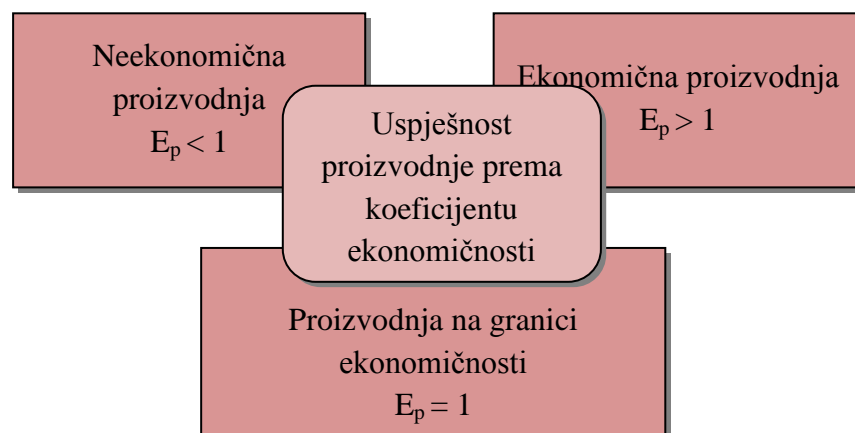 Neekonomična
proizvodnja
Eₚ < 1
Ekonomična proizvodnja
Eₚ > 1
Uspješnost
proizvodnje prema
koeficijentu
ekonomičnosti
Proizvodnja na granici
ekonomičnosti
Eₚ = 1